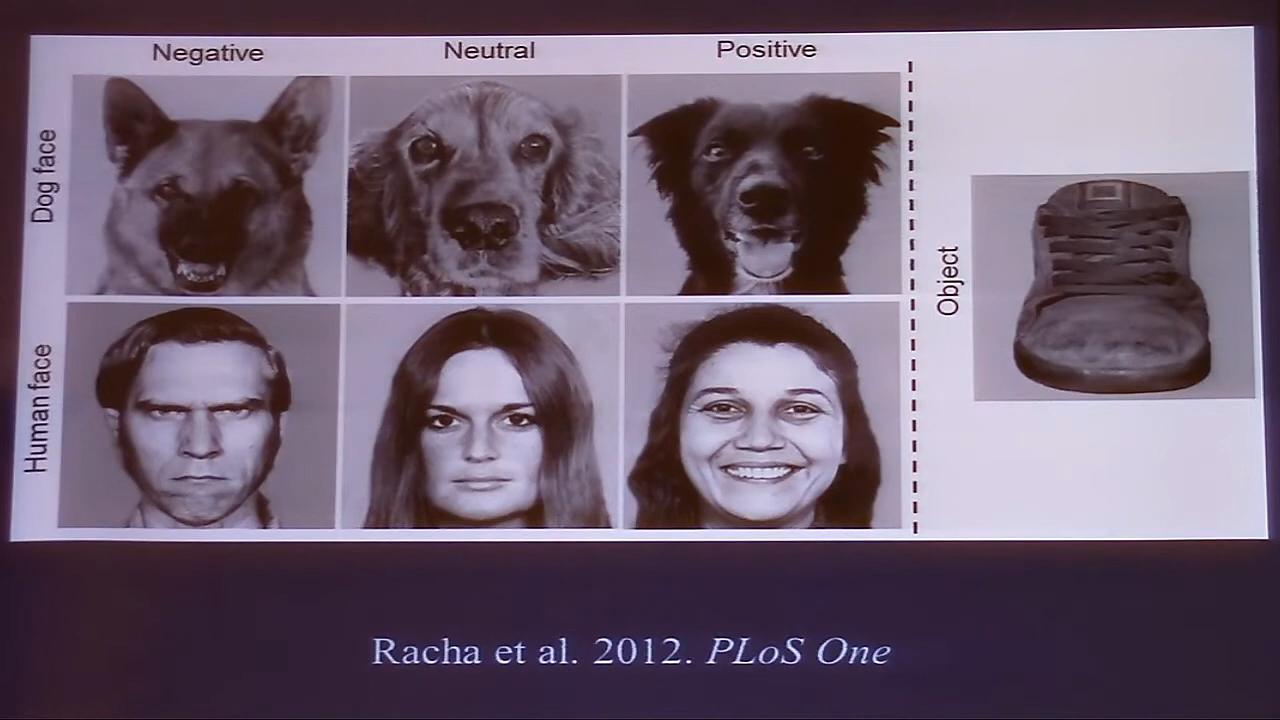 Negative Neutral Positive
Dog face
Human face
Object
Racha et al. 2012. PLoS One